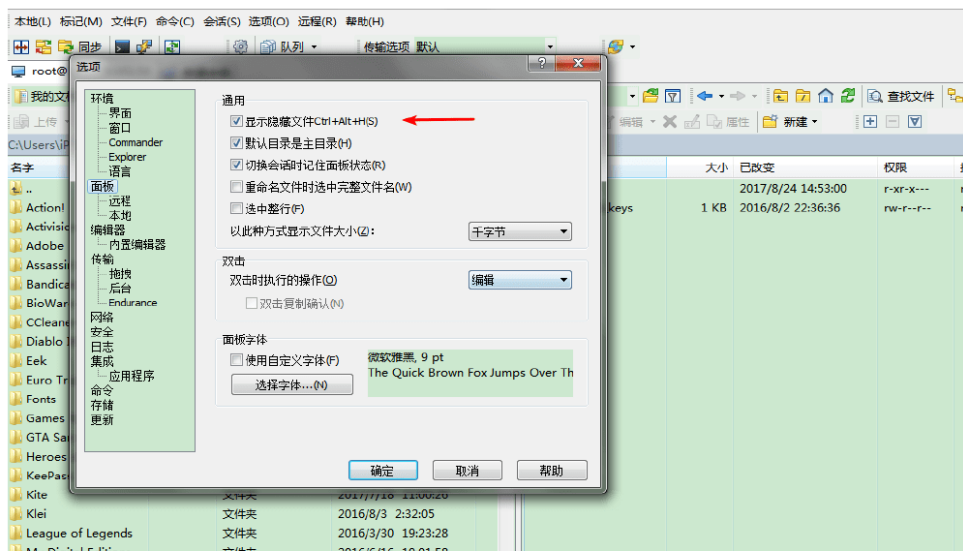 本地(L) 标记(M) 文件(F) 命令(C) 会话(S) 选项(O) 远程(R) 帮助(H)
同步 队列 传输选项 默认
root@
选项
我的文 查找文件
上传 编辑 属性 新建
C:\Users\iP
名字 大小 已改变 权限
.. 2017/8/24 14:53:00 r-xr-x---
Action! keys 1 KB 2016/8/2 22:36:36 rw-r--r--
Activisio
Adobe
Assassi
Bandica
BioWar
CCleane
Diablo I
Eek
Euro Tr
Fonts
Games
GTA Sa
Heroes
KeePas
Kite 文件夹 2017/7/18 11:00:20
Klei 文件夹 2016/8/3 2:32:05
League of Legends 文件夹 2016/3/30 19:23:28
环境
界面
窗口
Commander
Explorer
语言
面板
远程
本地
编辑器
内置编辑器
传输
拖拽
后台
Endurance
网络
安全
日志
集成
应用程序
命令
存储
更新
通用
显示隐藏文件Ctrl+Alt+H(S)
默认目录是主目录(H)
切换会话时记住面板状态(R)
重命名文件时选中完整文件名(W)
选中整行(F)
以此种方式显示文件大小(Z): 千字节
双击
双击时执行的操作(O) 编辑
双击复制确认(N)
面板字体
使用自定义字体(F) 微软雅黑, 9 pt
The Quick Brown Fox Jumps Over Th
选择字体...(N)
确定 取消 帮助